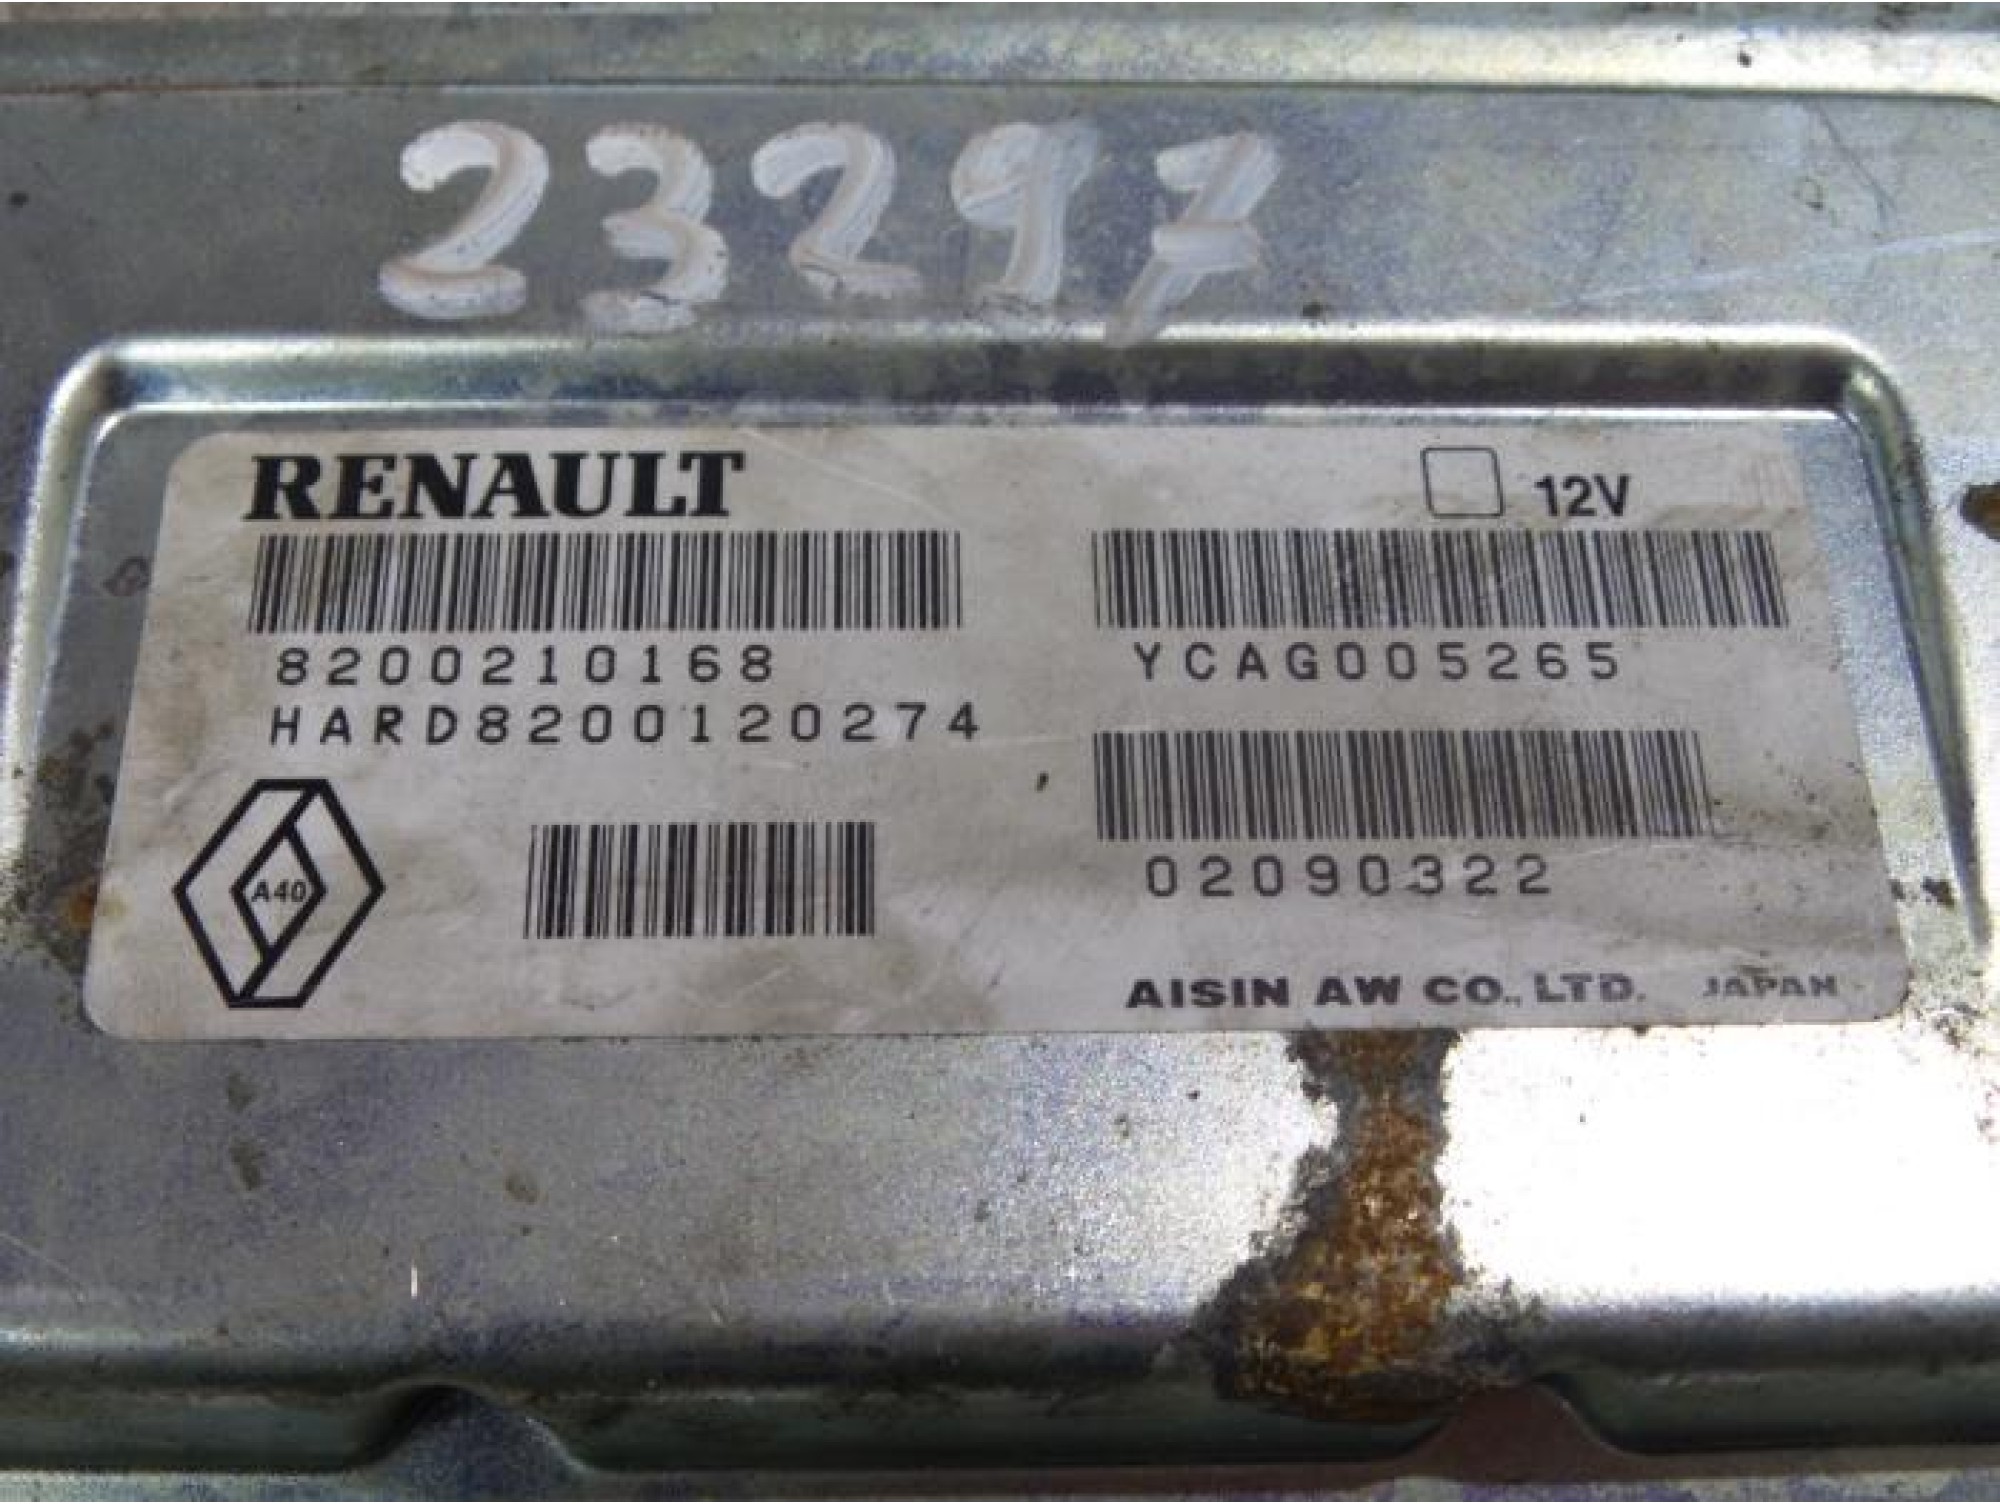 23297
RENAULT
12V
8200210168
YCAG005265
HARD8200120274
A40
02090322
AISIN AW CO., LTD. JAPAN